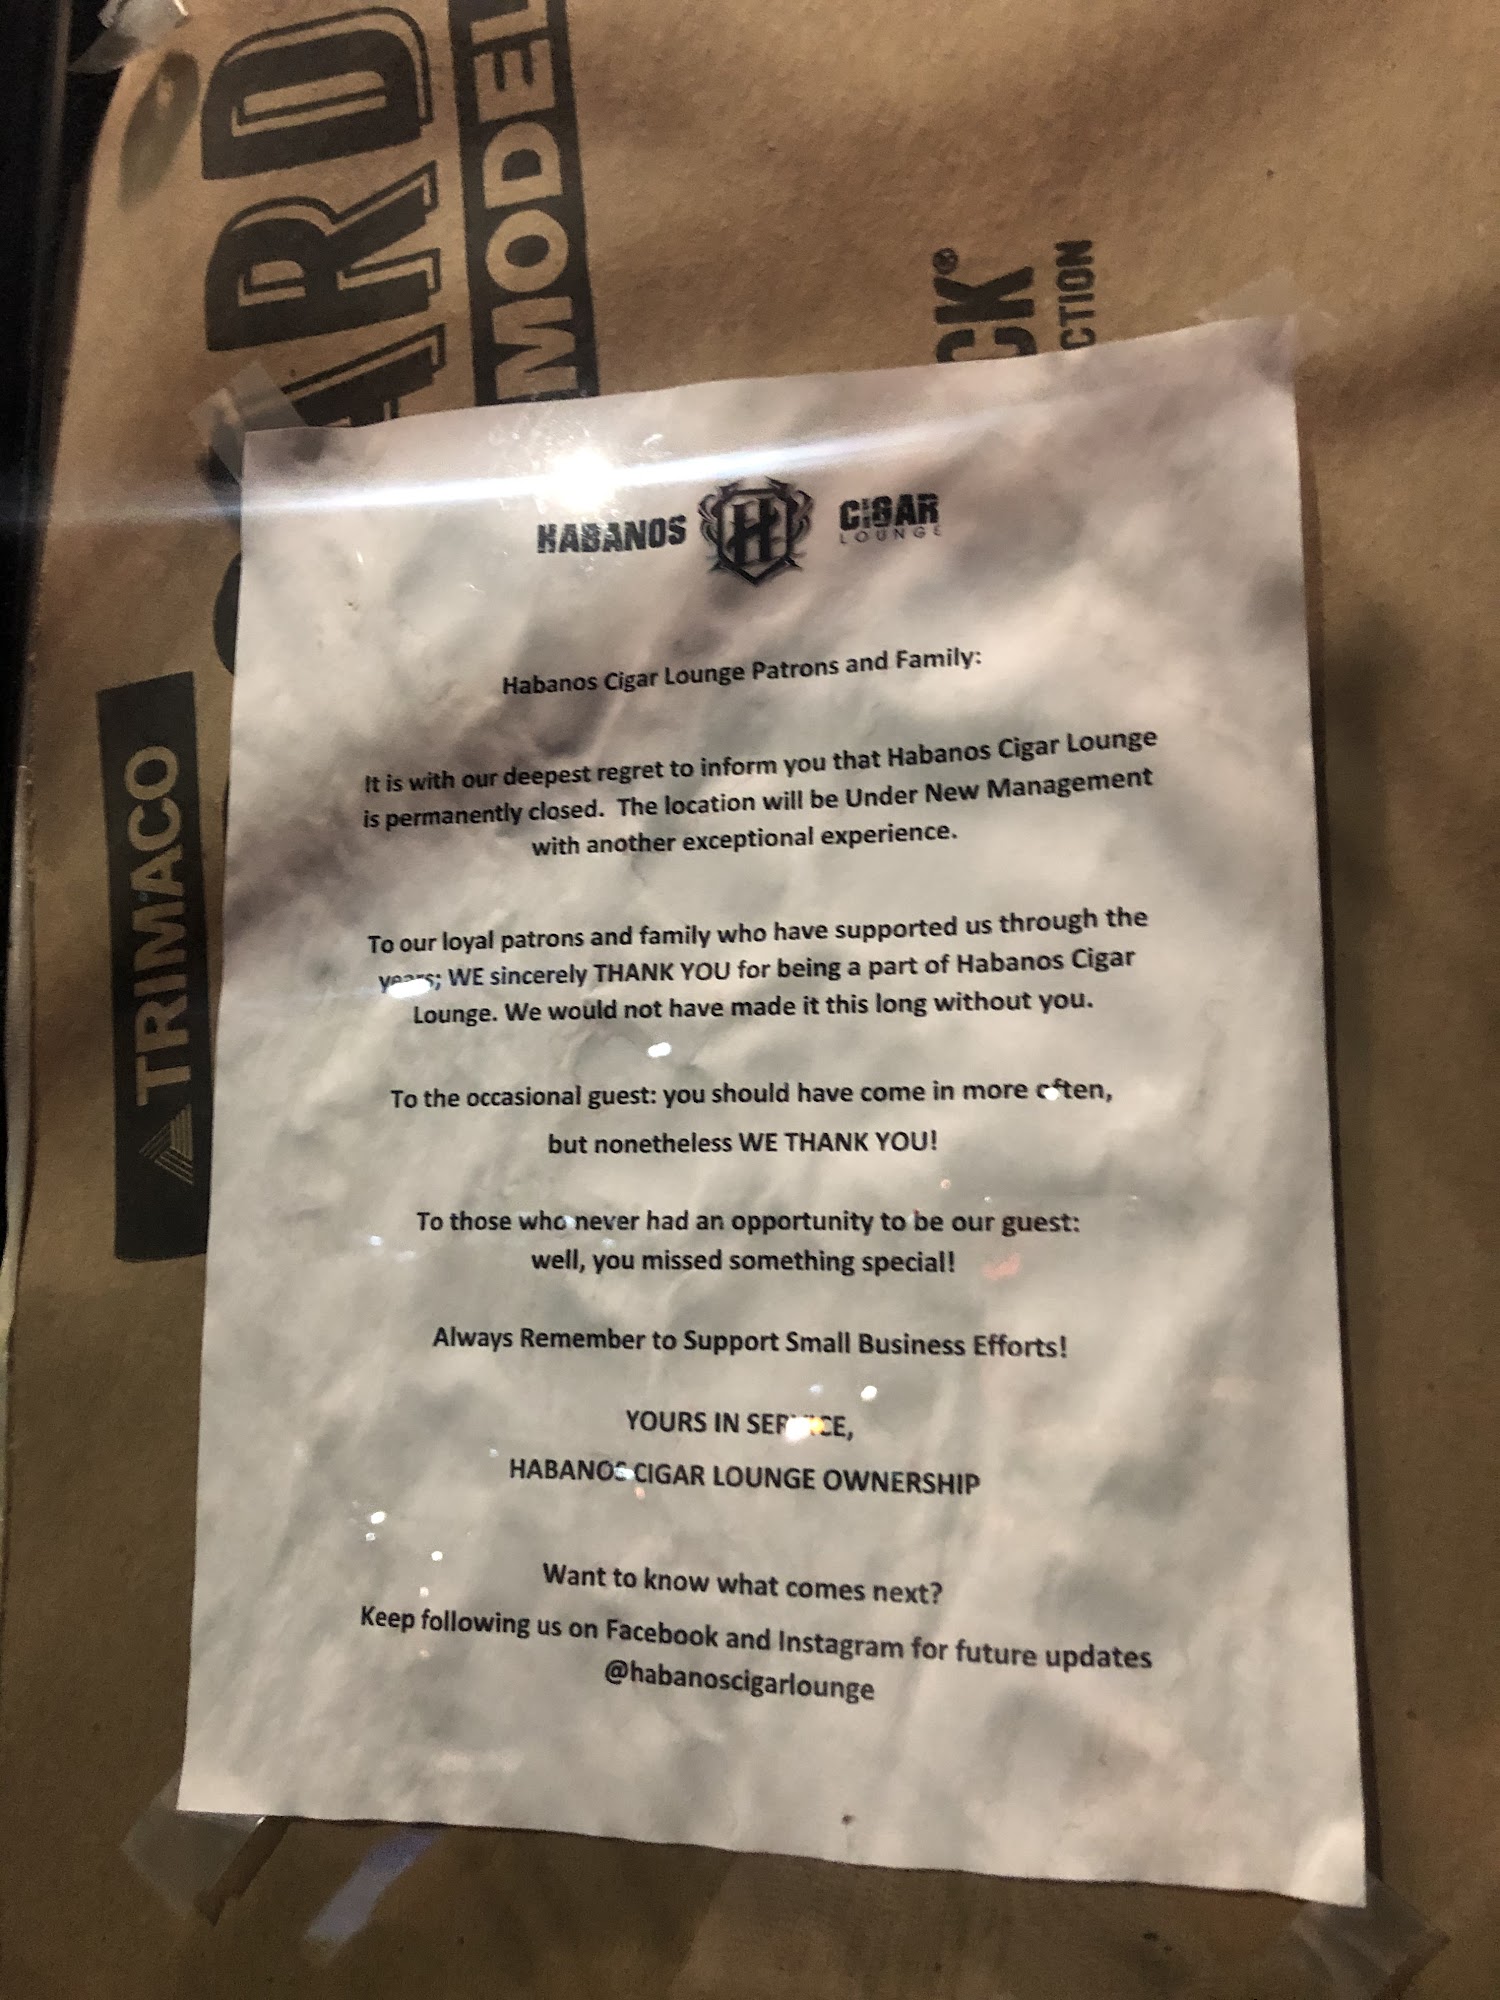 ARD
MODEL
CK®
CTION
TRIMACO
HABANOS H CIGAR
LOUNGE
Habanos Cigar Lounge Patrons and Family:
It is with our deepest regret to inform you that Habanos Cigar Lounge
is permanently closed. The location will be Under New Management
with another exceptional experience.
To our loyal patrons and family who have supported us through the
years; WE sincerely THANK YOU for being a part of Habanos Cigar
Lounge. We would not have made it this long without you.
To the occasional guest: you should have come in more often,
but nonetheless WE THANK YOU!
To those who never had an opportunity to be our guest:
well, you missed something special!
Always Remember to Support Small Business Efforts!
YOURS IN SERVICE,
HABANOS CIGAR LOUNGE OWNERSHIP
Want to know what comes next?
Keep following us on Facebook and Instagram for future updates
@habanoscigarlounge